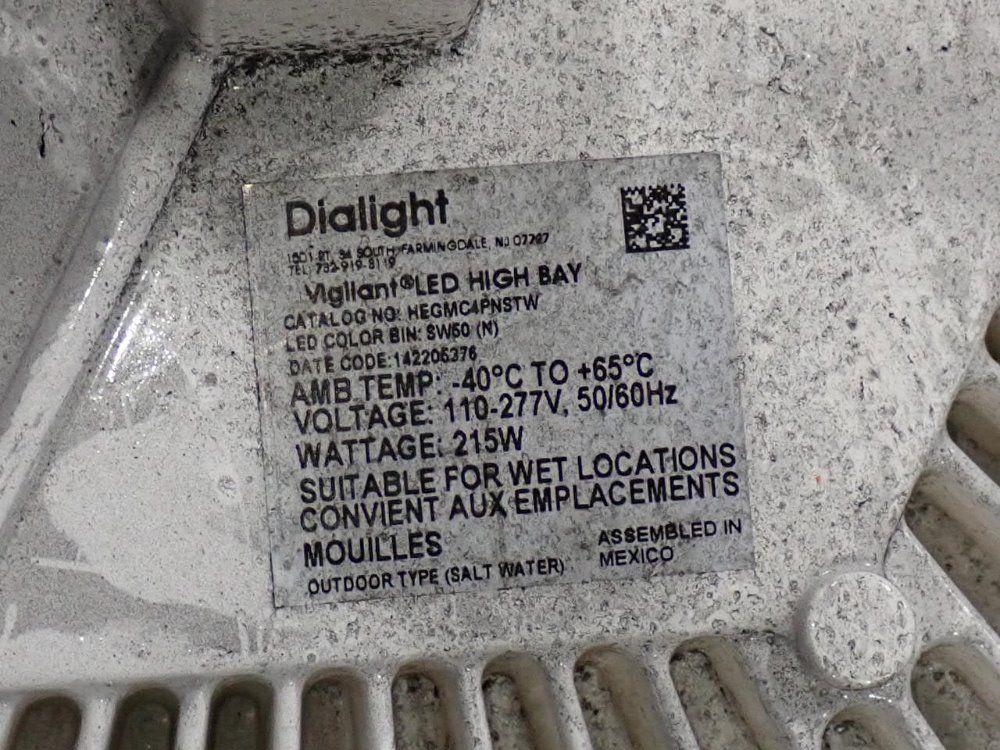 Dialight
1501 RT. 34 SOUTH, FARMINGDALE, NJ 07727
TEL: 732-919-3119
Vigilant®LED HIGH BAY
CATALOG NO: HEGMC4PNSTW
LED COLOR BIN: SW50 (N)
DATE CODE:142205376
AMB TEMP: -40°C TO +65°C
VOLTAGE: 110-277V, 50/60Hz
WATTAGE: 215W
SUITABLE FOR WET LOCATIONS
CONVIENT AUX EMPLACEMENTS
MOUILLES
ASSEMBLED IN
MEXICO
OUTDOOR TYPE (SALT WATER)